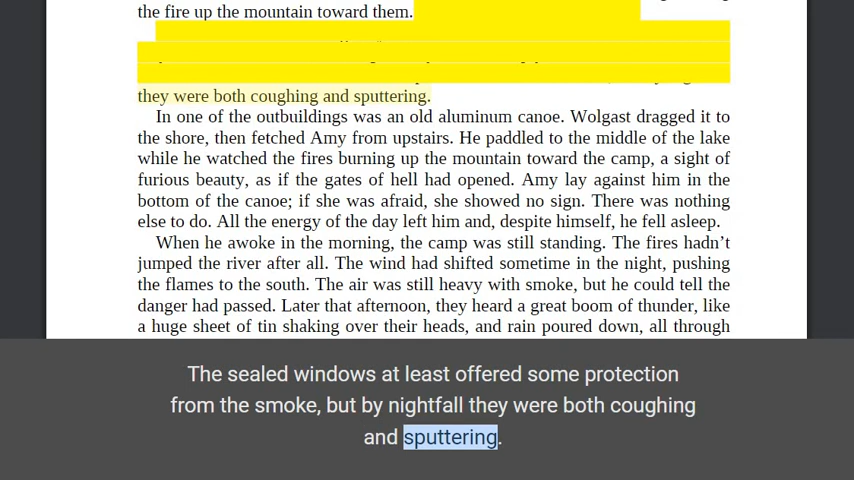 the fire up the mountain toward them.
they were both coughing and sputtering.
In one of the outbuildings was an old aluminum canoe. Wolgast dragged it to
the shore, then fetched Amy from upstairs. He paddled to the middle of the lake
while he watched the fires burning up the mountain toward the camp, a sight of
furious beauty, as if the gates of hell had opened. Amy lay against him in the
bottom of the canoe; if she was afraid, she showed no sign. There was nothing
else to do. All the energy of the day left him and, despite himself, he fell asleep.
When he awoke in the morning, the camp was still standing. The fires hadn’t
jumped the river after all. The wind had shifted sometime in the night, pushing
the flames to the south. The air was still heavy with smoke, but he could tell the
danger had passed. Later that afternoon, they heard a great boom of thunder, like
a huge sheet of tin shaking over their heads, and rain poured down, all through
The sealed windows at least offered some protection
from the smoke, but by nightfall they were both coughing
and sputtering.